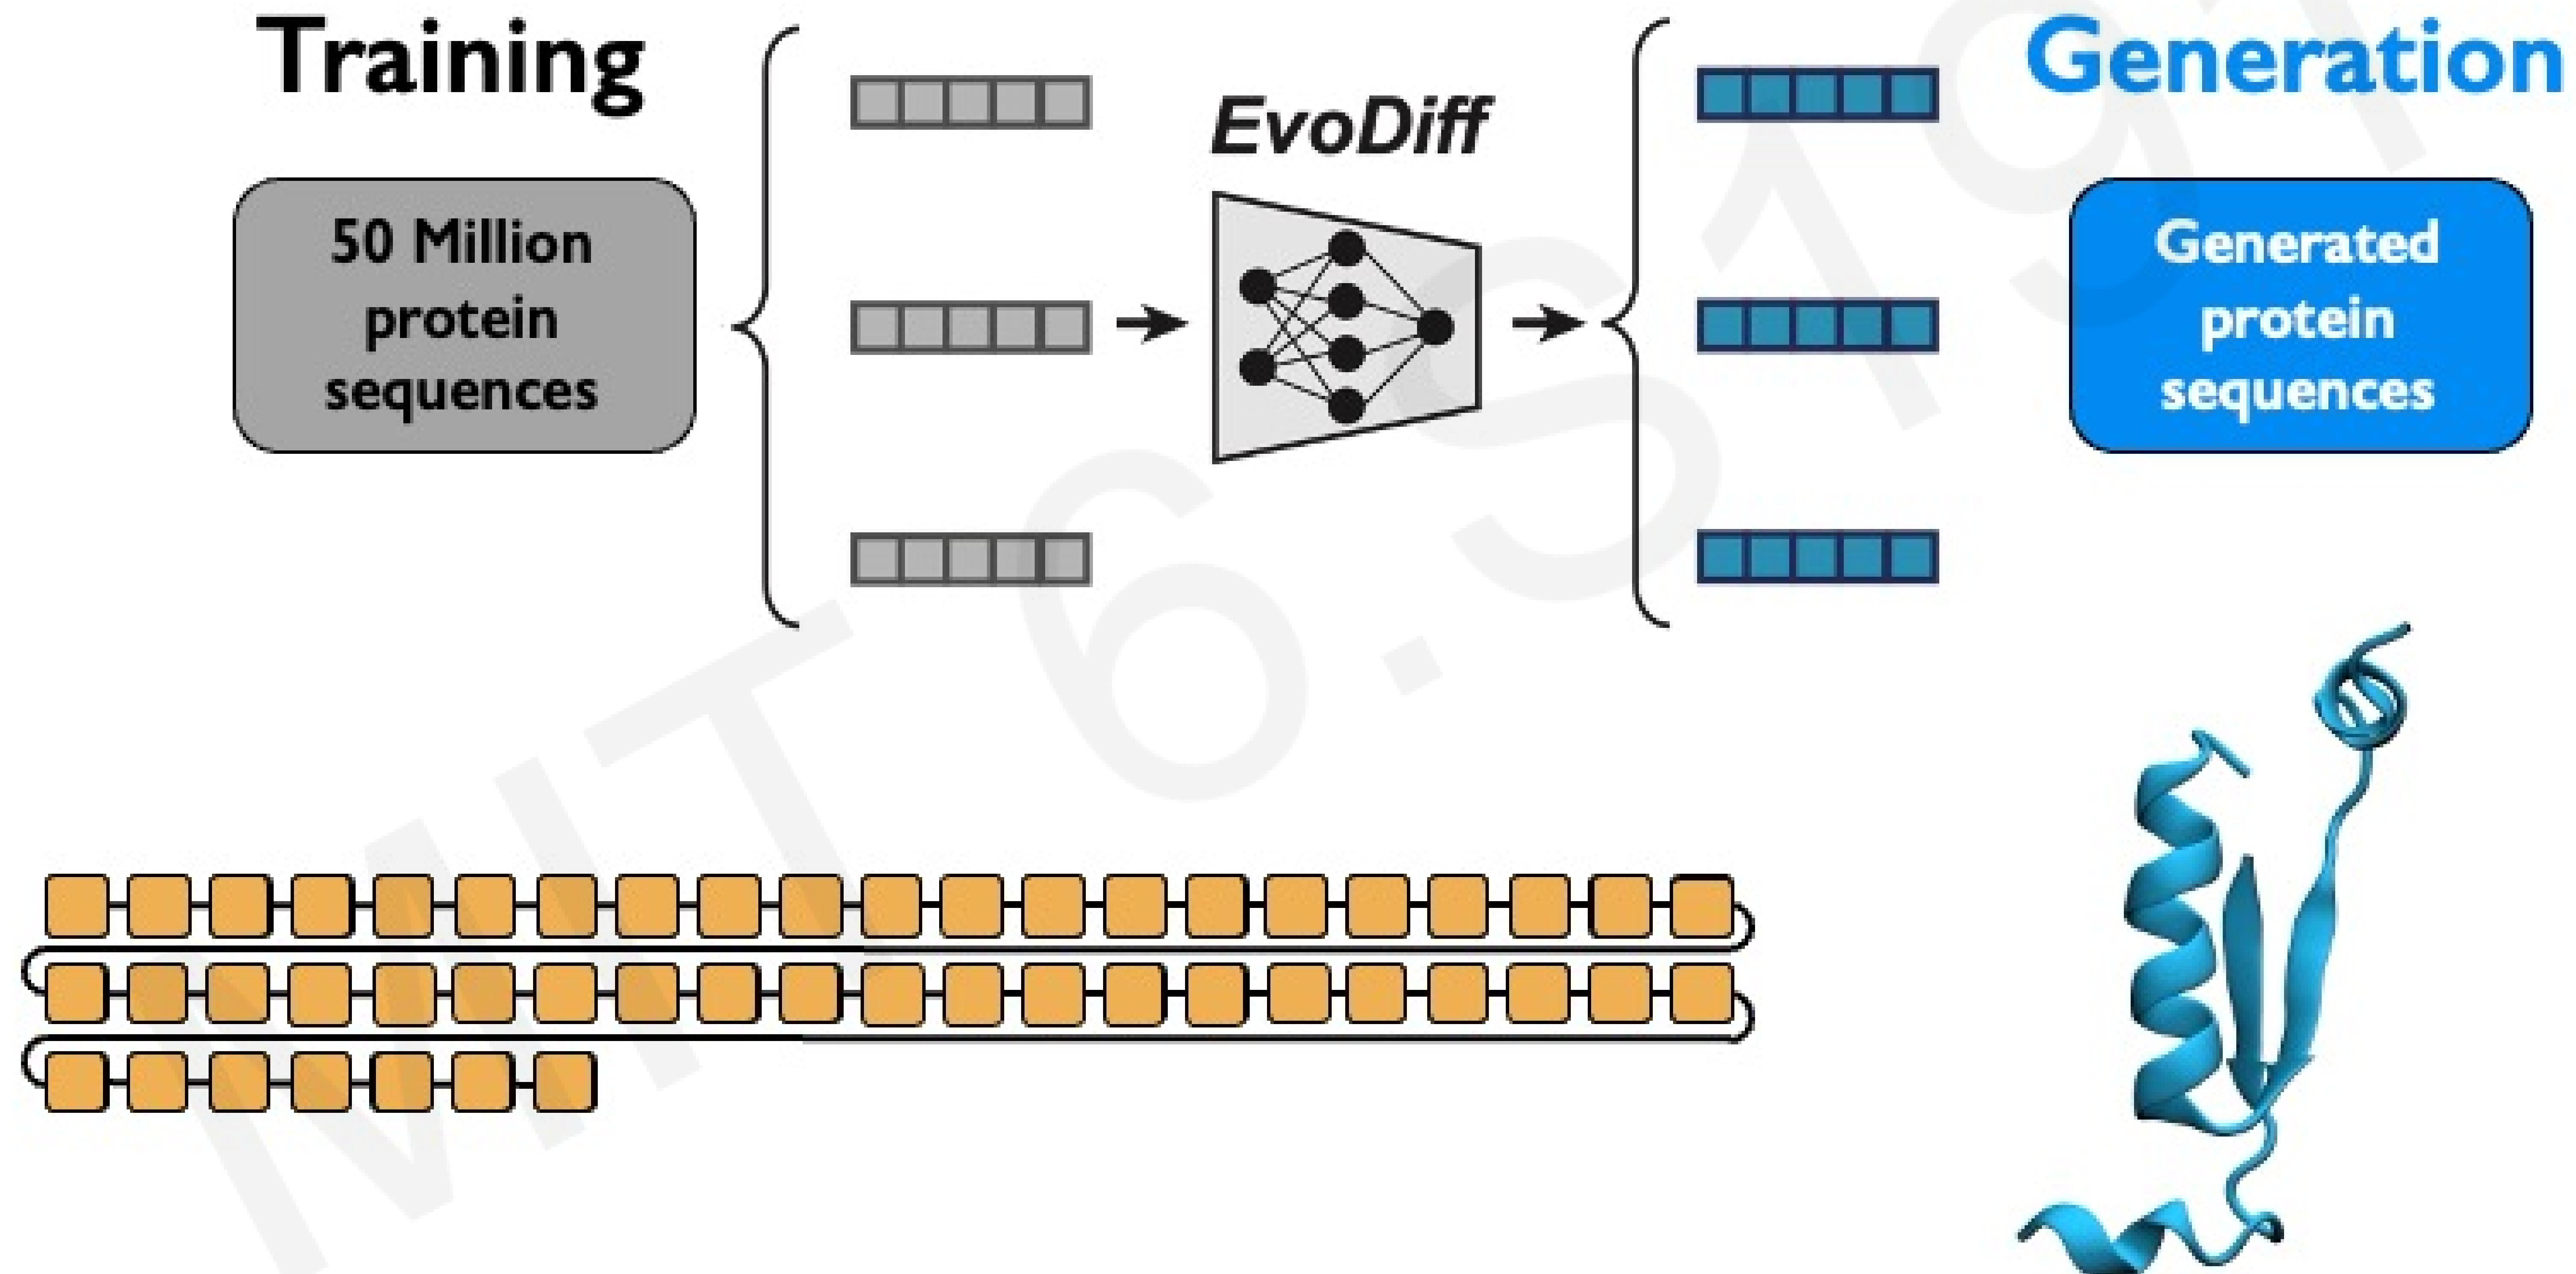 Training
50 Million
protein
sequences
EvoDiff
Generation
Generated
protein
sequences
MIT 6.S191